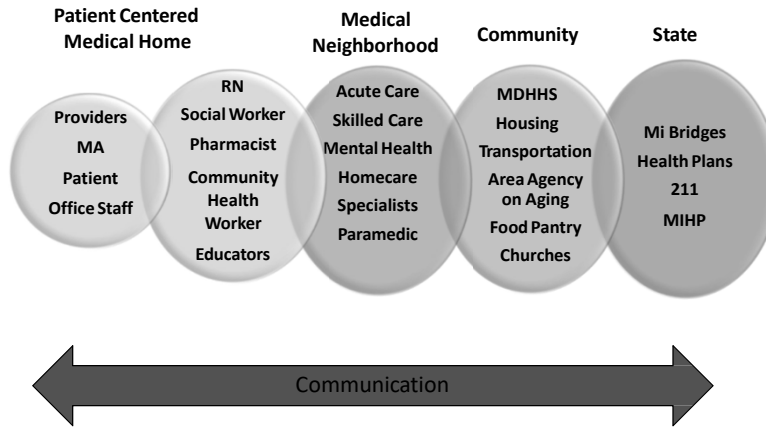 Patient Centered
Medical Home
Medical
Neighborhood
Community
State
Providers
MA
Patient
Office Staff
RN
Social Worker
Pharmacist
Community
Health
Worker
Educators
Acute Care
Skilled Care
Mental Health
Homecare
Specialists
Paramedic
MDHHS
Housing
Transportation
Area Agency
on Aging
Food Pantry
Churches
Mi Bridges
Health Plans
211
MIHP
Communication